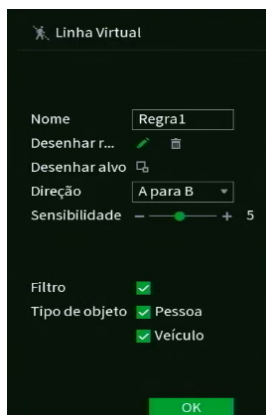 Linha Virtual
Nome Regra1
Desenhar r...
Desenhar alvo
Direção A para B
Sensibilidade − + 5
Filtro
Tipo de objeto Pessoa
Veículo
OK